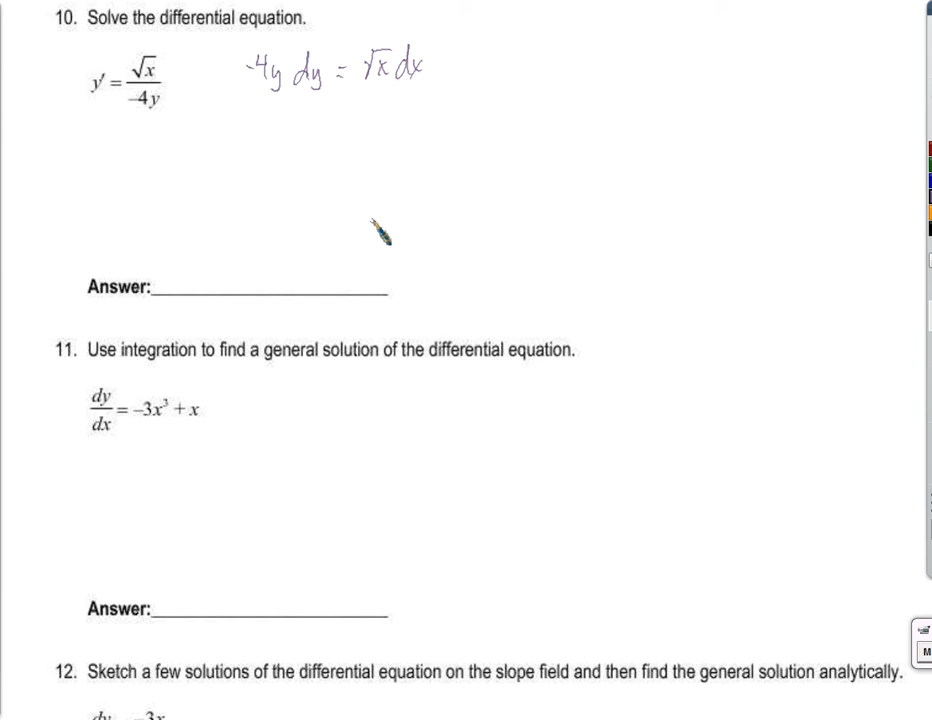 10. Solve the differential equation.
y' = √x / -4y
-4y dy = √x dx
Answer:
11. Use integration to find a general solution of the differential equation.
dy/dx = -3x³ + x
Answer:
12. Sketch a few solutions of the differential equation on the slope field and then find the general solution analytically.
dy -3x
M